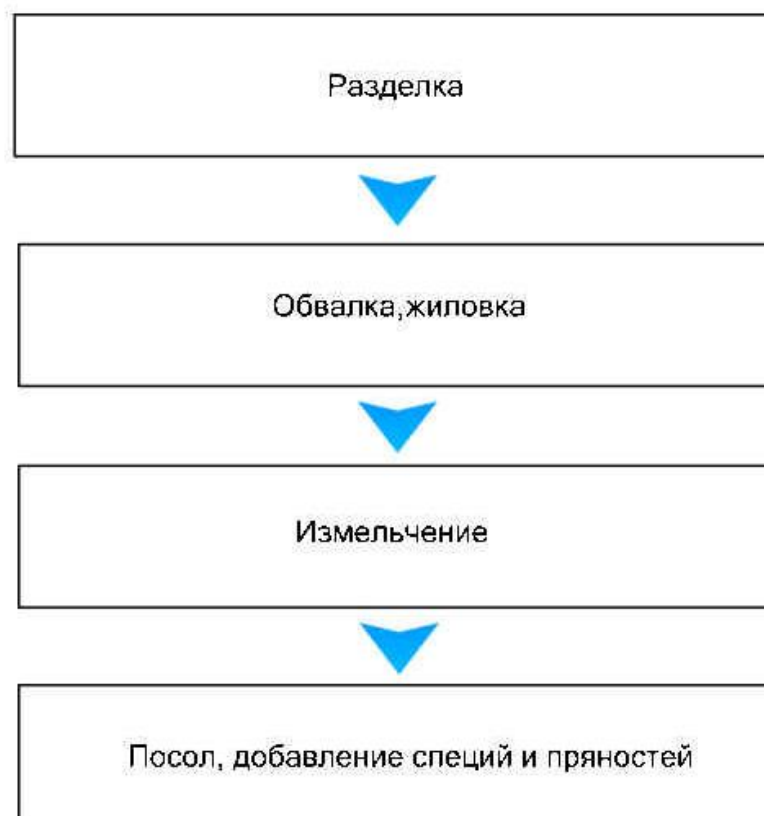 Разделка
Обвалка,жиловка
Измельчение
Посол, добавление специй и пряностей